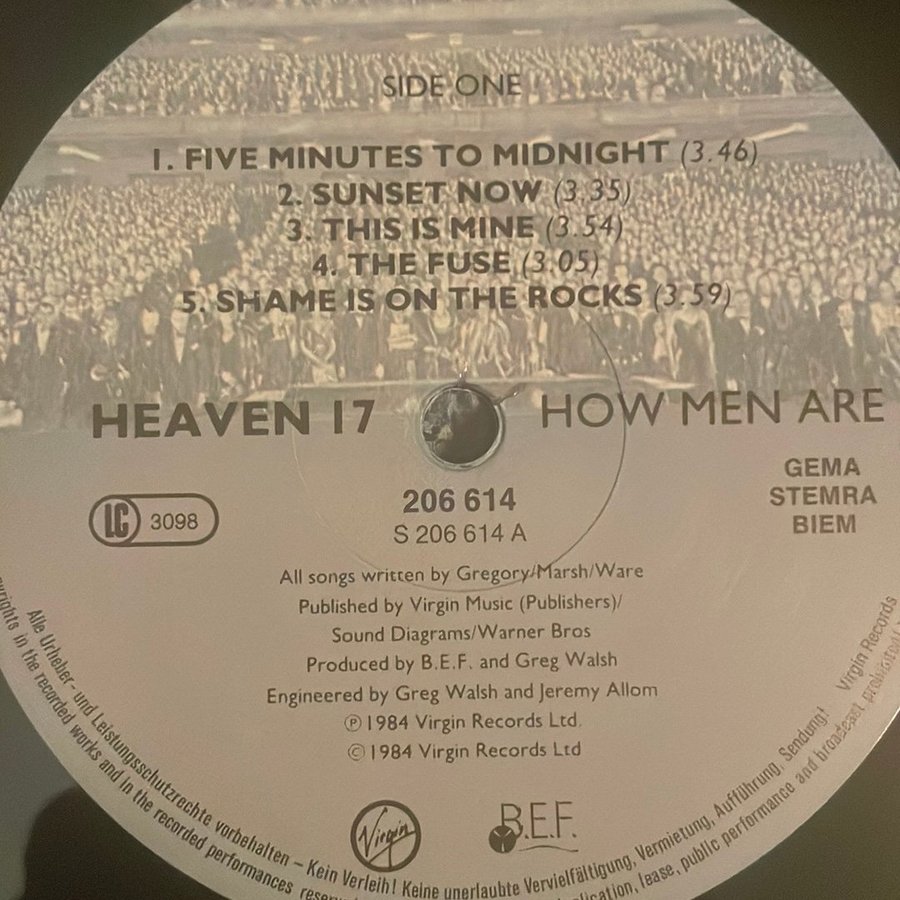 SIDE ONE
1. FIVE MINUTES TO MIDNIGHT (3.46)
2. SUNSET NOW (3.35)
3. THIS IS MINE (3.54)
4. THE FUSE (3.05)
5. SHAME IS ON THE ROCKS (3.59)
HEAVEN 17
HOW MEN ARE
LC 3098
206 614
S 206 614 A
GEMA
STEMRA
BIEM
All songs written by Gregory/Marsh/Ware
Published by Virgin Music (Publishers)/
Sound Diagrams/Warner Bros
Produced by B.E.F. and Greg Walsh
Engineered by Greg Walsh and Jeremy Allom
℗ 1984 Virgin Records Ltd.
© 1984 Virgin Records Ltd
Virgin
B.E.F.
Alle Urheber- und Leistungsschutzrechte vorbehalten – Kein Verleih! Keine unerlaubte Vervielfältigung, Vermietung, Aufführung, Sendung! Virgin Records
in the recorded works and in the recorded performances lease, public performance and broadcast prohibited!